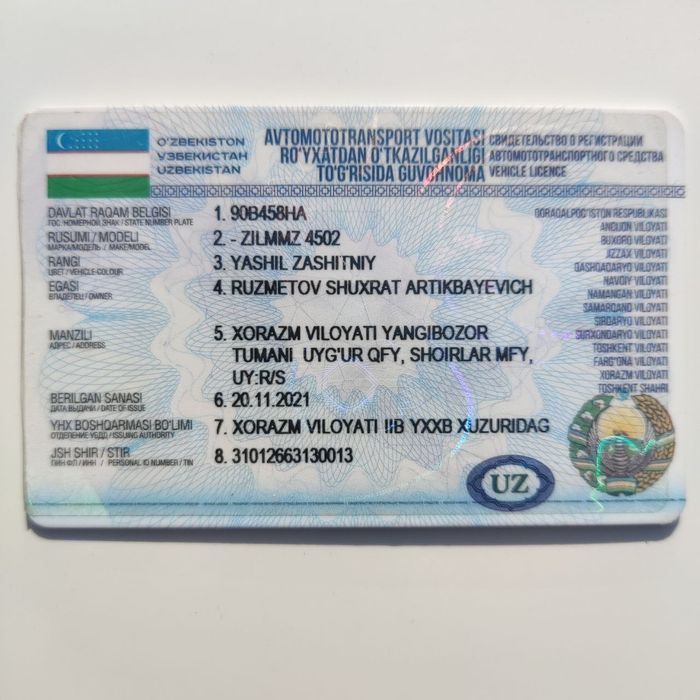 O'ZBEKISTON
УЗБЕКИСТАН
UZBEKISTAN
AVTOMOTOTRANSPORT VOSITASI
RO'YXATDAN O'TKAZILGANLIGI
TO'G'RISIDA GUVOHNOMA
СВИДЕТЕЛЬСТВО О РЕГИСТРАЦИИ
АВТОМОТОТРАНСПОРТНОГО СРЕДСТВА
VEHICLE LICENCE
DAVLAT RAQAM BELGISI 1. 90B458HA
ГОС. НОМЕРНОЙ ЗНАК / STATE NUMBER PLATE
RUSUMI / MODELI 2. - ZILMMZ 4502
МАРКА/МОДЕЛЬ / MAKE/MODEL
RANGI 3. YASHIL ZASHITNIY
ЦВЕТ / VEHICLE COLOUR
EGASI 4. RUZMETOV SHUXRAT ARTIKBAYEVICH
ВЛАДЕЛЕЦ / OWNER
MANZILI 5. XORAZM VILOYATI YANGIBOZOR
АДРЕС / ADDRESS
TUMANI UYG'UR QFY, SHOIRLAR MFY,
UY:R/S
BERILGAN SANASI 6. 20.11.2021
ДАТА ВЫДАЧИ / DATE OF ISSUE
YHX BOSHQARMASI BO'LIMI 7. XORAZM VILOYATI IIB YXXB XUZURIDAG
ОТДЕЛЕНИЕ УБДД / ISSUING AUTHORITY
JSH SHIR / STIR 8. 31012663130013
ПИН ФЛ / ИНН / PERSONAL ID NUMBER / TIN
QORAQALPOG'ISTON RESPUBLIKASI
ANDIJON VILOYATI
BUXORO VILOYATI
JIZZAX VILOYATI
QASHQADARYO VILOYATI
NAVOIY VILOYATI
NAMANGAN VILOYATI
SAMARQAND VILOYATI
SIRDARYO VILOYATI
SURXONDARYO VILOYATI
TOSHKENT VILOYATI
FARG'ONA VILOYATI
XORAZM VILOYATI
TOSHKENT SHAHRI
UZ